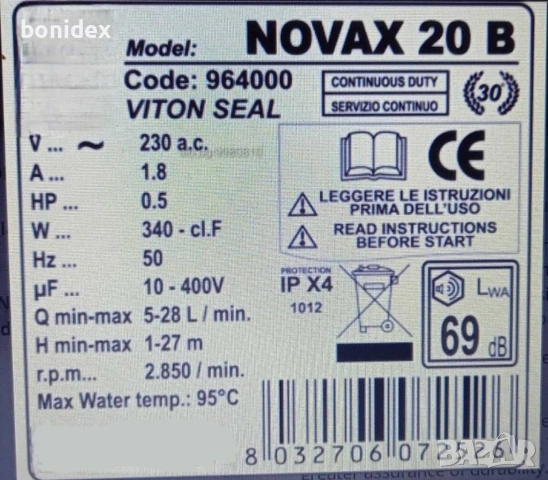 bonidex
Model: NOVAX 20 B
Code: 964000
VITON SEAL
CONTINUOUS DUTY
SERVIZIO CONTINUO
30
V ... ~ 230 a.c.
A ... 1.8
HP ... 0.5
W ... 340 - cl.F
Hz ... 50
µF ... 10 - 400V
Q min-max 5-28 L / min.
H min-max 1-27 m
r.p.m... 2.850 / min.
Max Water temp.: 95°C
CE
LEGGERE LE ISTRUZIONI
PRIMA DELL'USO
READ INSTRUCTIONS
BEFORE START
PROTECTION
IP X4
1012
LWA
69 dB
8 032706 072526
BAZAR